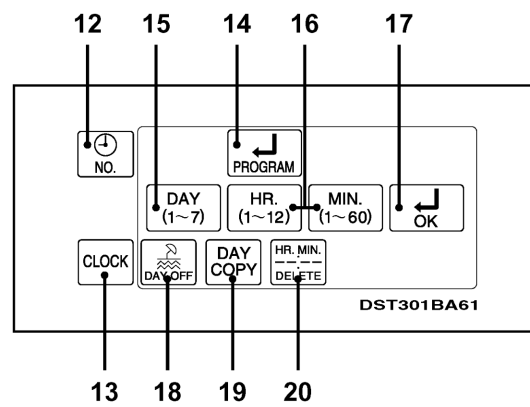 12 15 14 16 17
NO.
PROGRAM
DAY HR. MIN.
(1~7) (1~12) (1~60) OK
CLOCK DAY OFF DAY COPY HR. MIN.
--:-- DELETE
DST301BA61
13 18 19 20